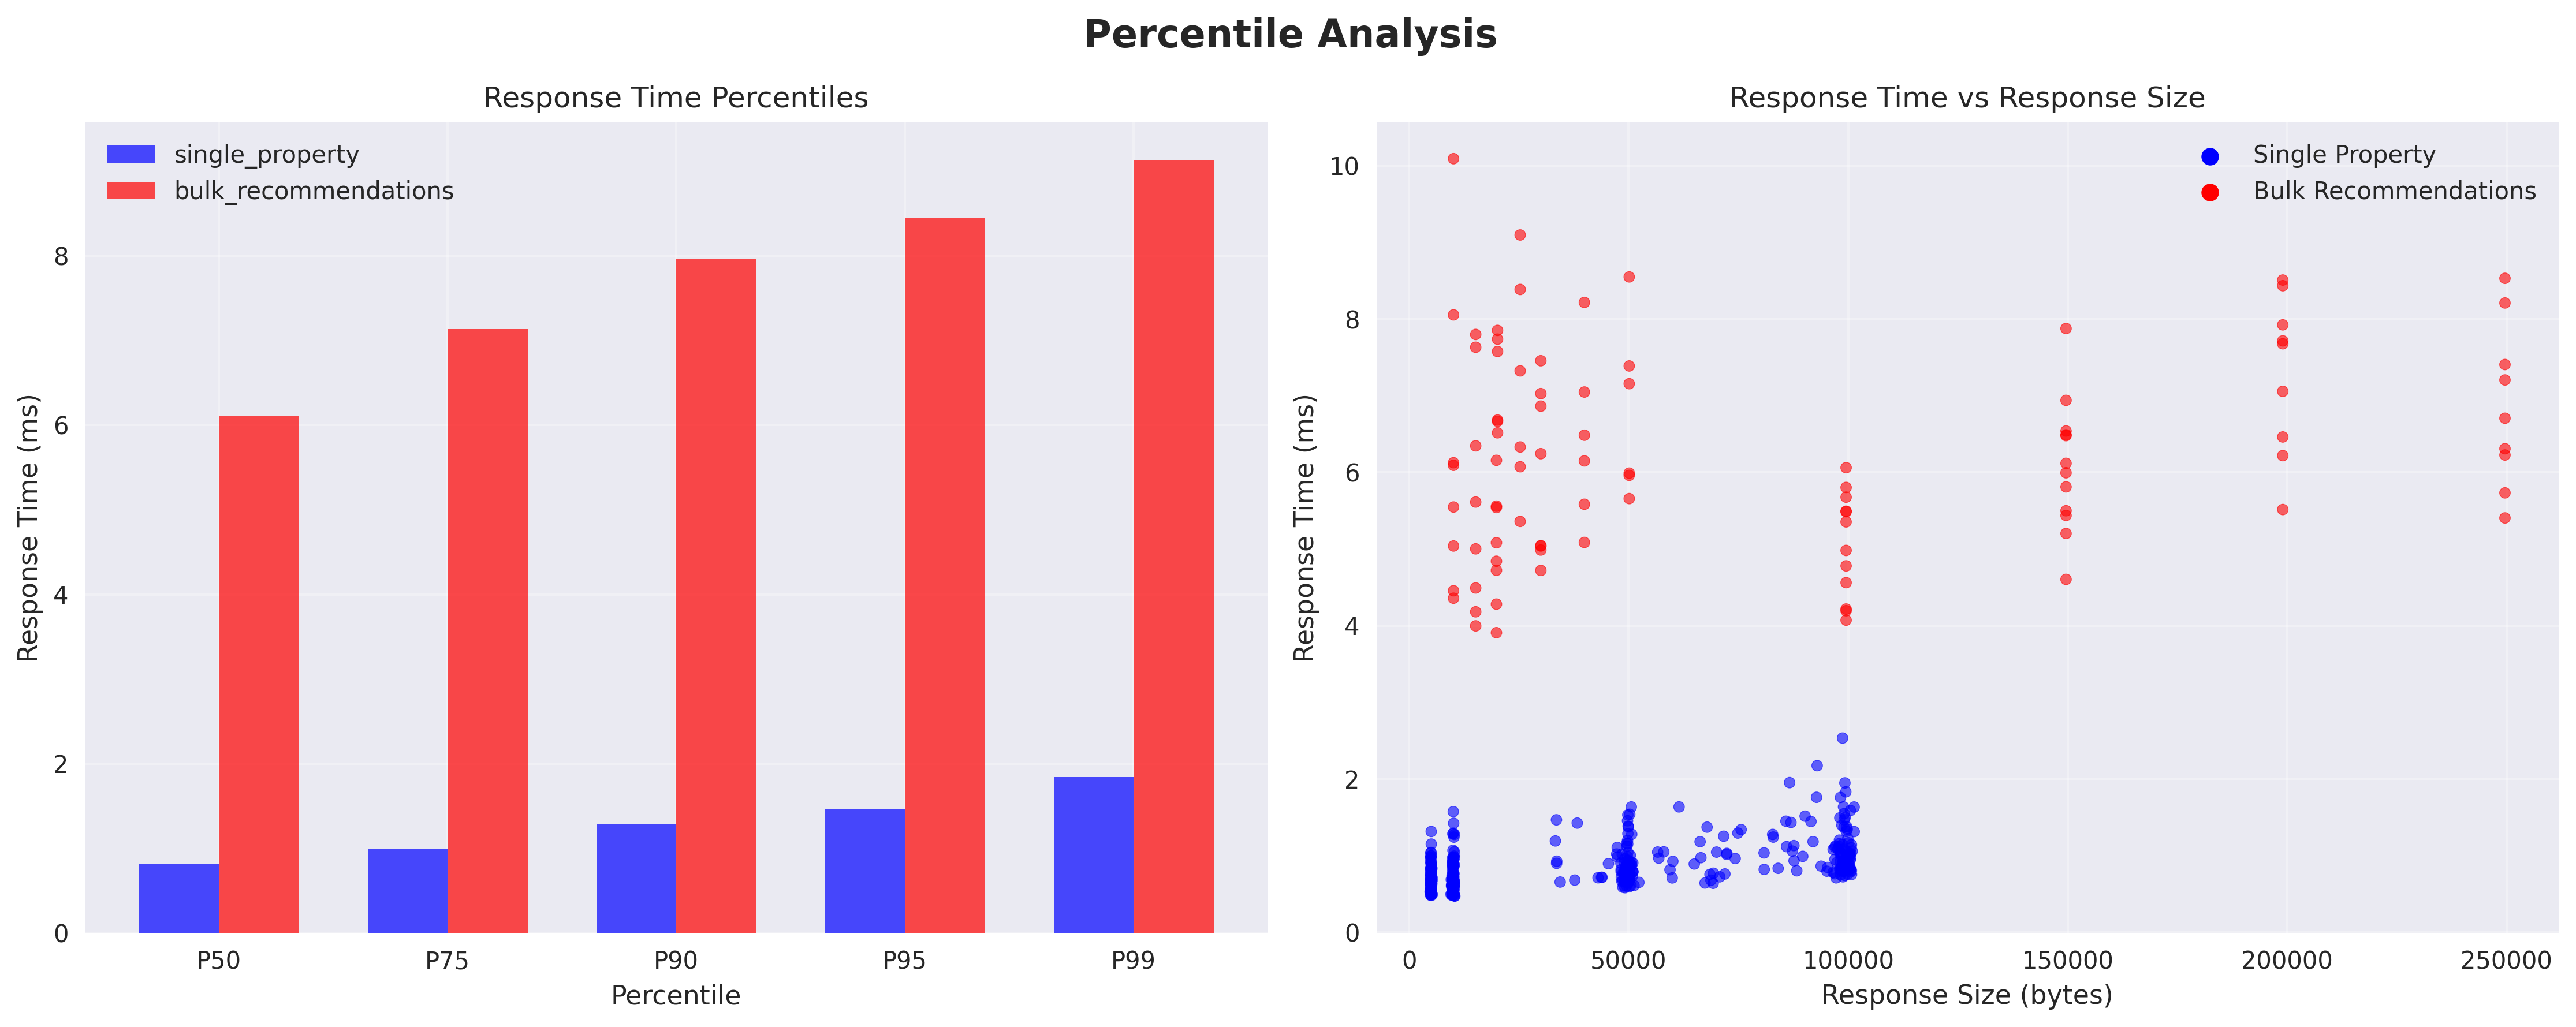 Percentile Analysis
Response Time Percentiles
single_property
bulk_recommendations
8
6
4
2
0
Response Time (ms)
P50 P75 P90 P95 P99
Percentile
Response Time vs Response Size
Single Property
Bulk Recommendations
10
8
6
4
2
0
Response Time (ms)
0 50000 100000 150000 200000 250000
Response Size (bytes)